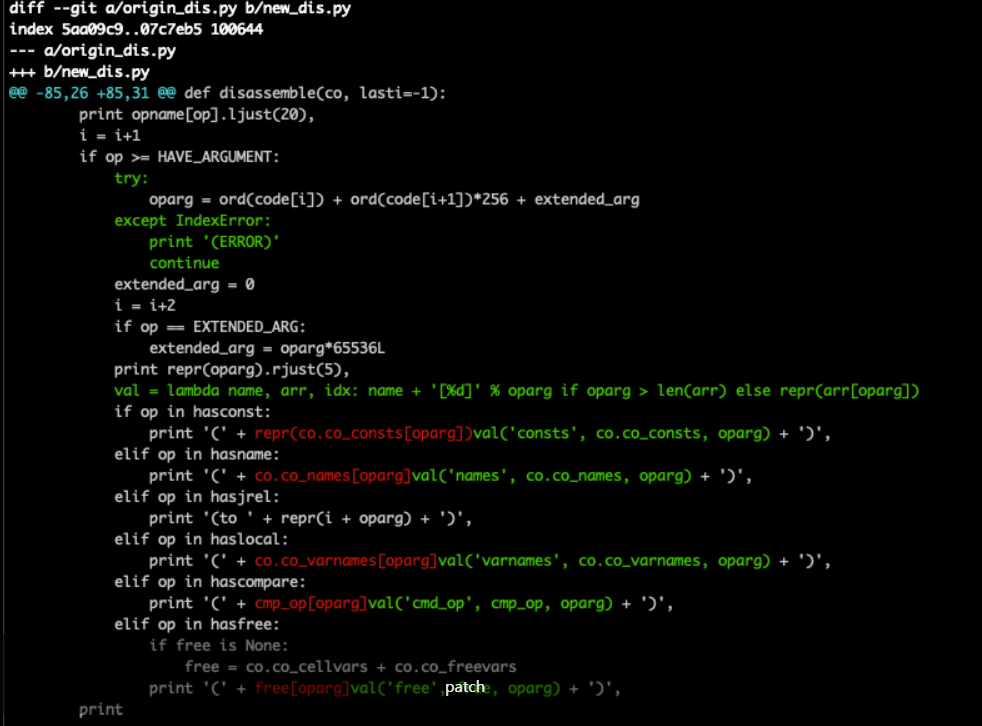 diff --git a/origin_dis.py b/new_dis.py
index 5aa09c9..07c7eb5 100644
--- a/origin_dis.py
+++ b/new_dis.py
@@ -85,26 +85,31 @@ def disassemble(co, lasti=-1):
        print opname[op].ljust(20),
        i = i+1
        if op >= HAVE_ARGUMENT:
            try:
                oparg = ord(code[i]) + ord(code[i+1])*256 + extended_arg
            except IndexError:
                print '(ERROR)'
                continue
            extended_arg = 0
            i = i+2
            if op == EXTENDED_ARG:
                extended_arg = oparg*65536L
            print repr(oparg).rjust(5),
            val = lambda name, arr, idx: name + '[%d]' % oparg if oparg > len(arr) else repr(arr[oparg])
            if op in hasconst:
                print '(' + repr(co.co_consts[oparg])val('consts', co.co_consts, oparg) + ')',
            elif op in hasname:
                print '(' + co.co_names[oparg]val('names', co.co_names, oparg) + ')',
            elif op in hasjrel:
                print '(to ' + repr(i + oparg) + ')',
            elif op in haslocal:
                print '(' + co.co_varnames[oparg]val('varnames', co.co_varnames, oparg) + ')',
            elif op in hascompare:
                print '(' + cmp_op[oparg]val('cmd_op', cmp_op, oparg) + ')',
            elif op in hasfree:
                if free is None:
                    free = co.co_cellvars + co.co_freevars
                print '(' + free[oparg]val('free', oparg) + ')',
patch
        print